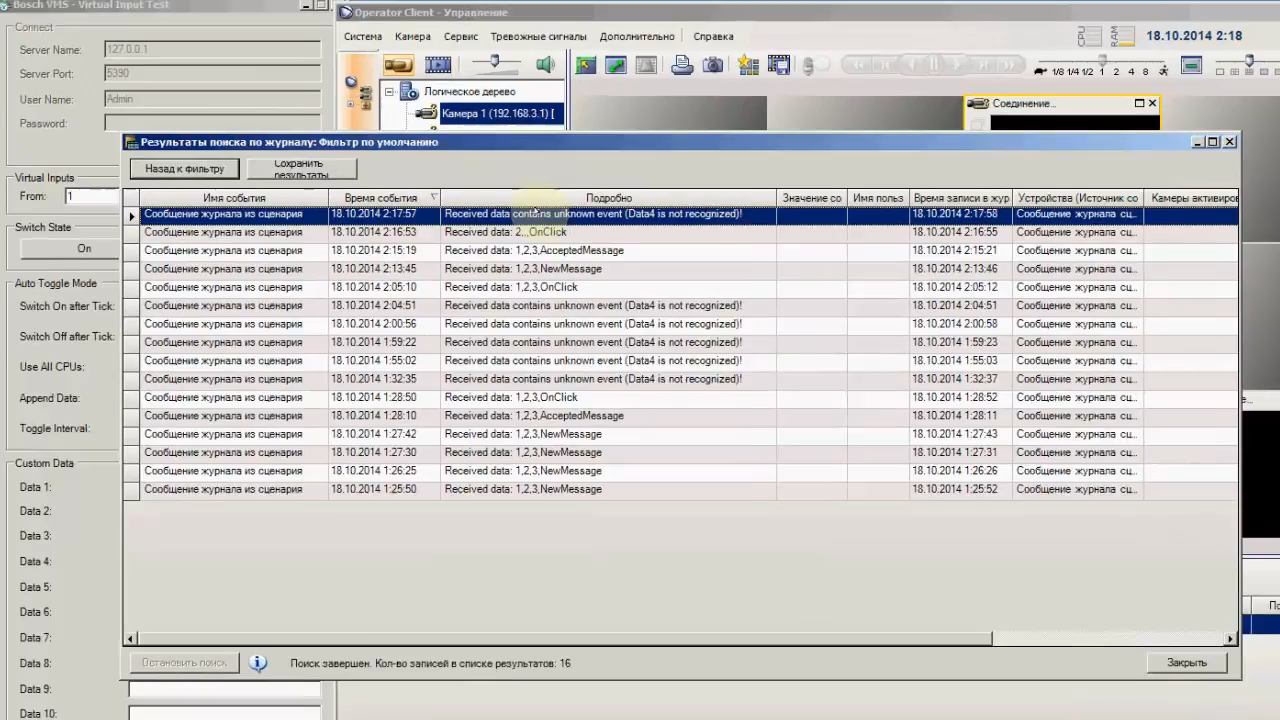 Bosch VMS - Virtual Input Test
Connect
Server Name: 127.0.0.1
Server Port: 5390
User Name: Admin
Password:
Virtual Inputs
From: 1
Switch State
On
Auto Toggle Mode
Switch On after Tick:
Switch Off after Tick:
Use All CPUs:
Append Data:
Toggle Interval:
Custom Data
Data 1:
Data 2:
Data 3:
Data 4:
Data 5:
Data 6:
Data 7:
Data 8:
Data 9:
Data 10:
Operator Client - Управление
Система Камера Сервис Тревожные сигналы Дополнительно Справка
CPU RAM 18.10.2014 2:18
1/8 1/4 1/2 2 4 8
Логическое дерево
Камера 1 (192.168.3.1) [
Соединение...
Результаты поиска по журналу: Фильтр по умолчанию
Назад к фильтру
Сохранить
результаты
Имя события Время события Подробно Значение со Имя польз Время записи в жур Устройства (Источник со Камеры активиров
Сообщение журнала из сценария 18.10.2014 2:17:57 Received data contains unknown event (Data4 is not recognized)! 18.10.2014 2:17:58 Сообщение журнала сц...
Сообщение журнала из сценария 18.10.2014 2:16:53 Received data: 2,,,OnClick 18.10.2014 2:16:55 Сообщение журнала сц...
Сообщение журнала из сценария 18.10.2014 2:15:19 Received data: 1,2,3,AcceptedMessage 18.10.2014 2:15:21 Сообщение журнала сц...
Сообщение журнала из сценария 18.10.2014 2:13:45 Received data: 1,2,3,NewMessage 18.10.2014 2:13:46 Сообщение журнала сц...
Сообщение журнала из сценария 18.10.2014 2:05:10 Received data: 1,2,3,OnClick 18.10.2014 2:05:12 Сообщение журнала сц...
Сообщение журнала из сценария 18.10.2014 2:04:51 Received data contains unknown event (Data4 is not recognized)! 18.10.2014 2:04:51 Сообщение журнала сц...
Сообщение журнала из сценария 18.10.2014 2:00:56 Received data contains unknown event (Data4 is not recognized)! 18.10.2014 2:00:58 Сообщение журнала сц...
Сообщение журнала из сценария 18.10.2014 1:59:22 Received data contains unknown event (Data4 is not recognized)! 18.10.2014 1:59:23 Сообщение журнала сц...
Сообщение журнала из сценария 18.10.2014 1:55:02 Received data contains unknown event (Data4 is not recognized)! 18.10.2014 1:55:03 Сообщение журнала сц...
Сообщение журнала из сценария 18.10.2014 1:32:35 Received data contains unknown event (Data4 is not recognized)! 18.10.2014 1:32:37 Сообщение журнала сц...
Сообщение журнала из сценария 18.10.2014 1:28:50 Received data: 1,2,3,OnClick 18.10.2014 1:28:52 Сообщение журнала сц...
Сообщение журнала из сценария 18.10.2014 1:28:10 Received data: 1,2,3,AcceptedMessage 18.10.2014 1:28:11 Сообщение журнала сц...
Сообщение журнала из сценария 18.10.2014 1:27:42 Received data: 1,2,3,NewMessage 18.10.2014 1:27:43 Сообщение журнала сц...
Сообщение журнала из сценария 18.10.2014 1:27:30 Received data: 1,2,3,NewMessage 18.10.2014 1:27:31 Сообщение журнала сц...
Сообщение журнала из сценария 18.10.2014 1:26:25 Received data: 1,2,3,NewMessage 18.10.2014 1:26:26 Сообщение журнала сц...
Сообщение журнала из сценария 18.10.2014 1:25:50 Received data: 1,2,3,NewMessage 18.10.2014 1:25:52 Сообщение журнала сц...
Остановить поиск Поиск завершен. Кол-во записей в списке результатов: 16 Закрыть